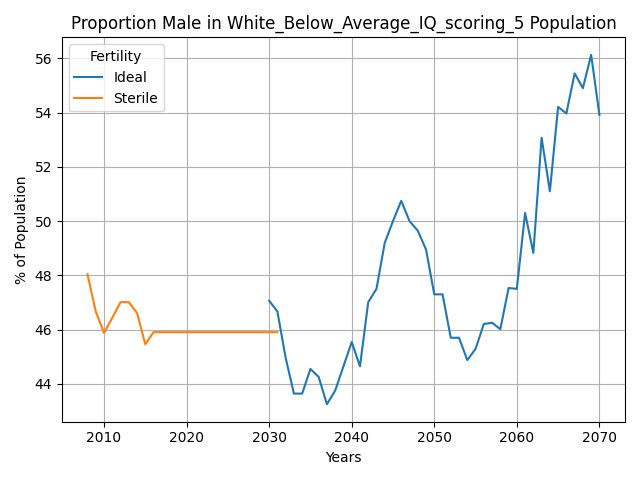 Proportion Male in White_Below_Average_IQ_scoring_5 Population
Fertility
Ideal
Sterile
% of Population
56
54
52
50
48
46
44
2010 2020 2030 2040 2050 2060 2070
Years